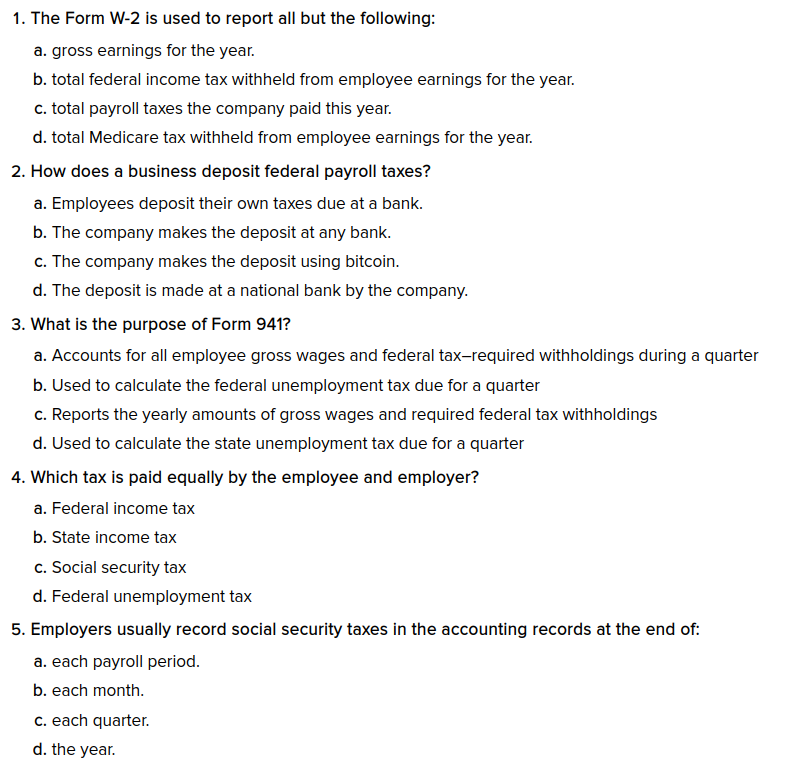 1. The Form W-2 is used to report all but the following:
a. gross earnings for the year.
b. total federal income tax withheld from employee earnings for the year.
c. total payroll taxes the company paid this year.
d. total Medicare tax withheld from employee earnings for the year.
2. How does a business deposit federal payroll taxes?
a. Employees deposit their own taxes due at a bank.
b. The company makes the deposit at any bank.
c. The company makes the deposit using bitcoin.
d. The deposit is made at a national bank by the company.
3. What is the purpose of Form 941?
a. Accounts for all employee gross wages and federal tax–required withholdings during a quarter
b. Used to calculate the federal unemployment tax due for a quarter
c. Reports the yearly amounts of gross wages and required federal tax withholdings
d. Used to calculate the state unemployment tax due for a quarter
4. Which tax is paid equally by the employee and employer?
a. Federal income tax
b. State income tax
c. Social security tax
d. Federal unemployment tax
5. Employers usually record social security taxes in the accounting records at the end of:
a. each payroll period.
b. each month.
c. each quarter.
d. the year.